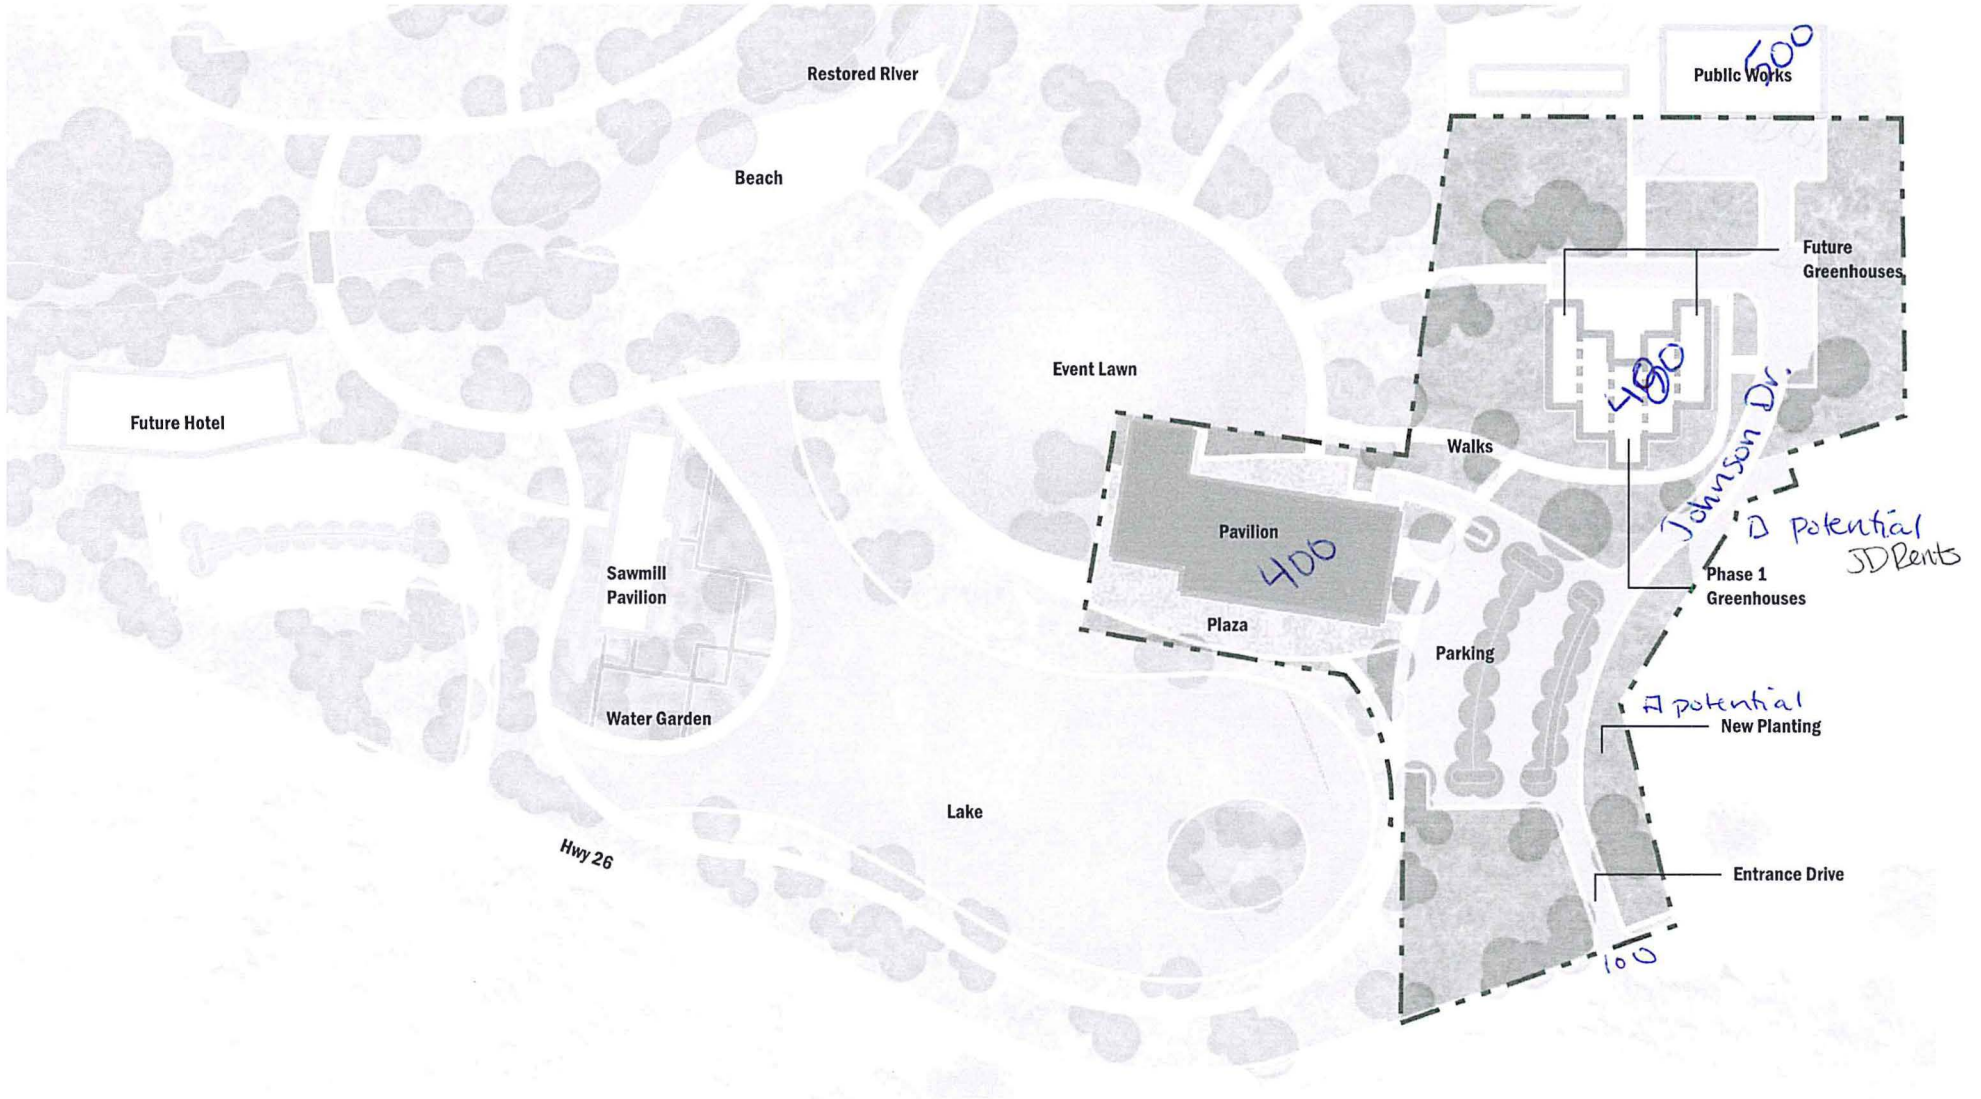 500
Restored River
Public Works
Beach
Future
Greenhouses
Event Lawn
480
Johnson Dr.
Future Hotel
Walks
Pavilion
400
potential
JD Rents
Sawmill
Pavilion
Phase 1
Greenhouses
Plaza
Parking
potential
Water Garden
New Planting
Lake
Hwy 26
Entrance Drive
100